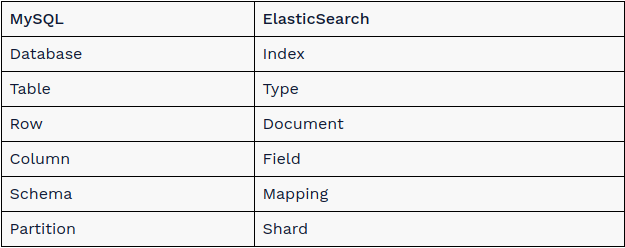 MySQL ElasticSearch
Database Index
Table Type
Row Document
Column Field
Schema Mapping
Partition Shard